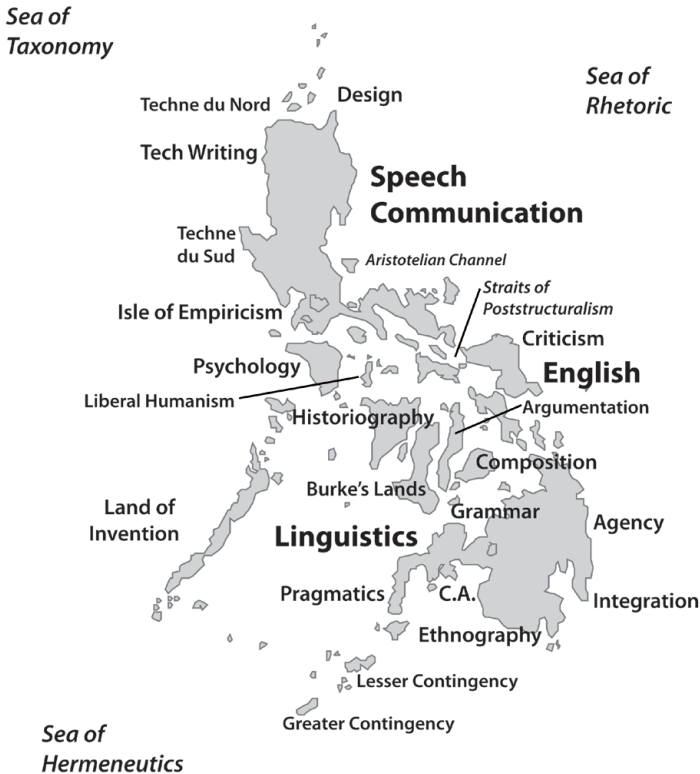 Sea of
Taxonomy
Sea of
Rhetoric
Design
Techne du Nord
Tech Writing
Speech
Communication
Techne
du Sud
Aristotelian Channel
Straits of
Poststructuralism
Isle of Empiricism
Criticism
Psychology
English
Liberal Humanism
Argumentation
Historiography
Composition
Burke's Lands
Land of
Invention
Grammar
Agency
Linguistics
Pragmatics
C.A.
Integration
Ethnography
Lesser Contingency
Greater Contingency
Sea of
Hermeneutics